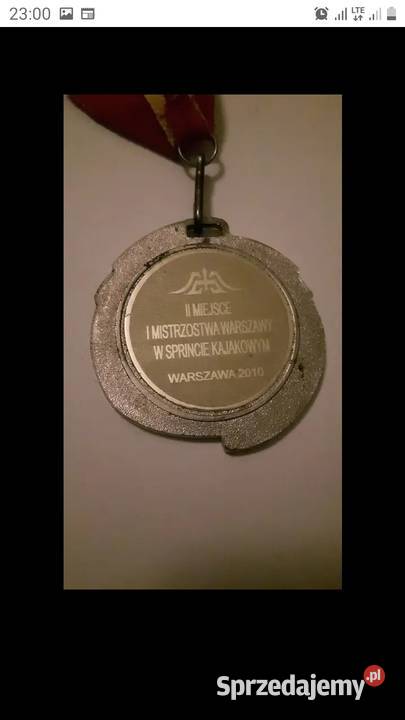 23:00
LTE
II MIEJSCE
I MISTRZOSTWA WARSZAWY
W SPRINCIE KAJAKOWYM
WARSZAWA 2010
Sprzedajemy.pl